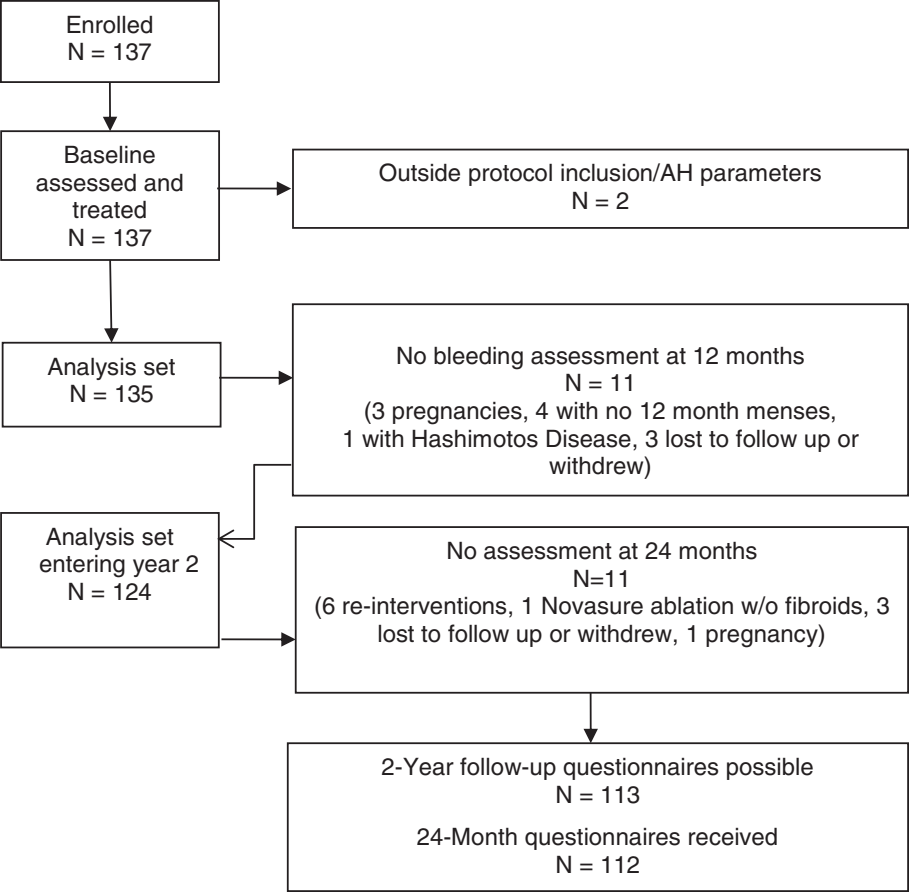 Enrolled
N = 137
Baseline
assessed and
treated
N = 137
Outside protocol inclusion/AH parameters
N = 2
Analysis set
N = 135
No bleeding assessment at 12 months
N = 11
(3 pregnancies, 4 with no 12 month menses,
1 with Hashimotos Disease, 3 lost to follow up or
withdrew)
Analysis set
entering year 2
N = 124
No assessment at 24 months
N=11
(6 re-interventions, 1 Novasure ablation w/o fibroids, 3
lost to follow up or withdrew, 1 pregnancy)
2-Year follow-up questionnaires possible
N = 113
24-Month questionnaires received
N = 112